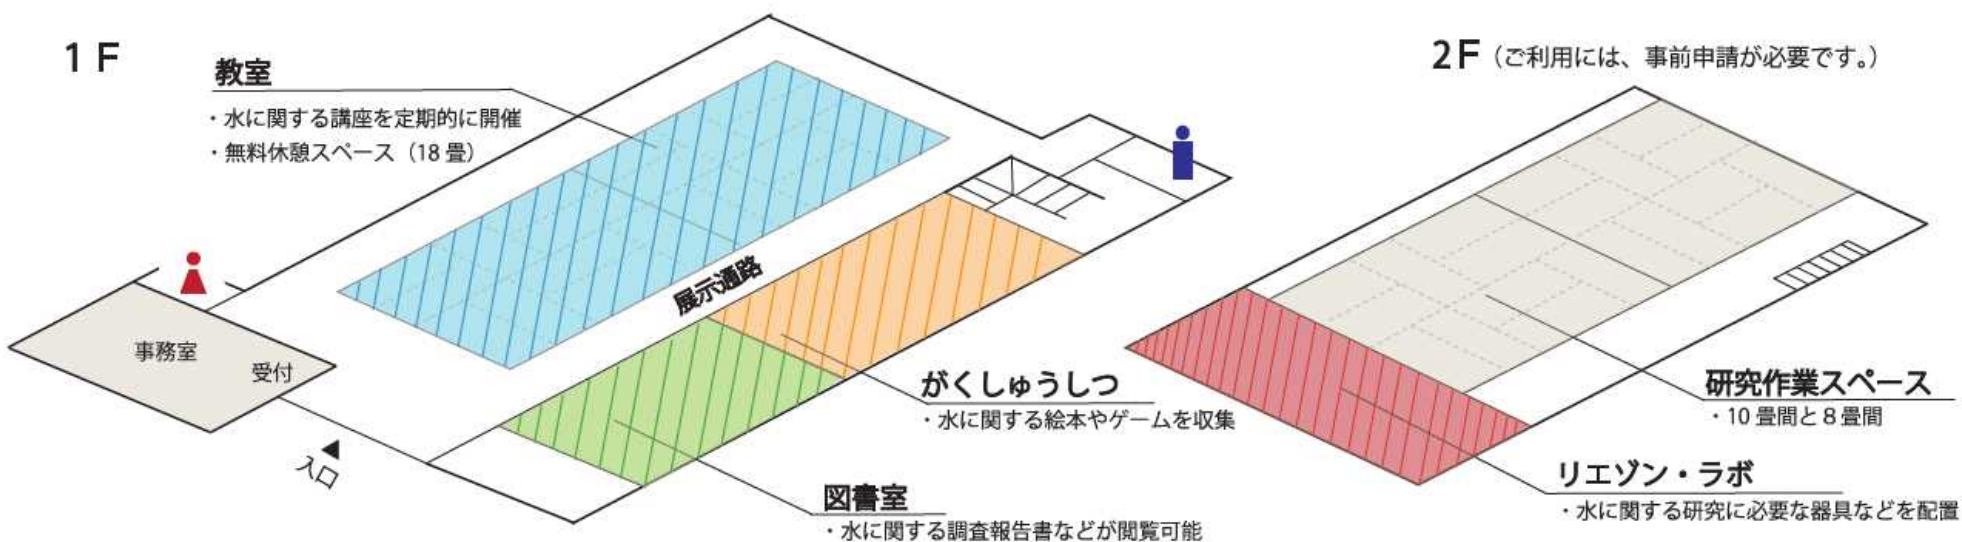 1F
教室
・水に関する講座を定期的に開催
・無料休憩スペース（18畳）
事務室
受付
入口
展示通路
がくしゅうしつ
・水に関する絵本やゲームを収集
図書室
・水に関する調査報告書などが閲覧可能
2F（ご利用には、事前申請が必要です。）
研究作業スペース
・10畳間と8畳間
リエゾン・ラボ
・水に関する研究に必要な器具などを配置